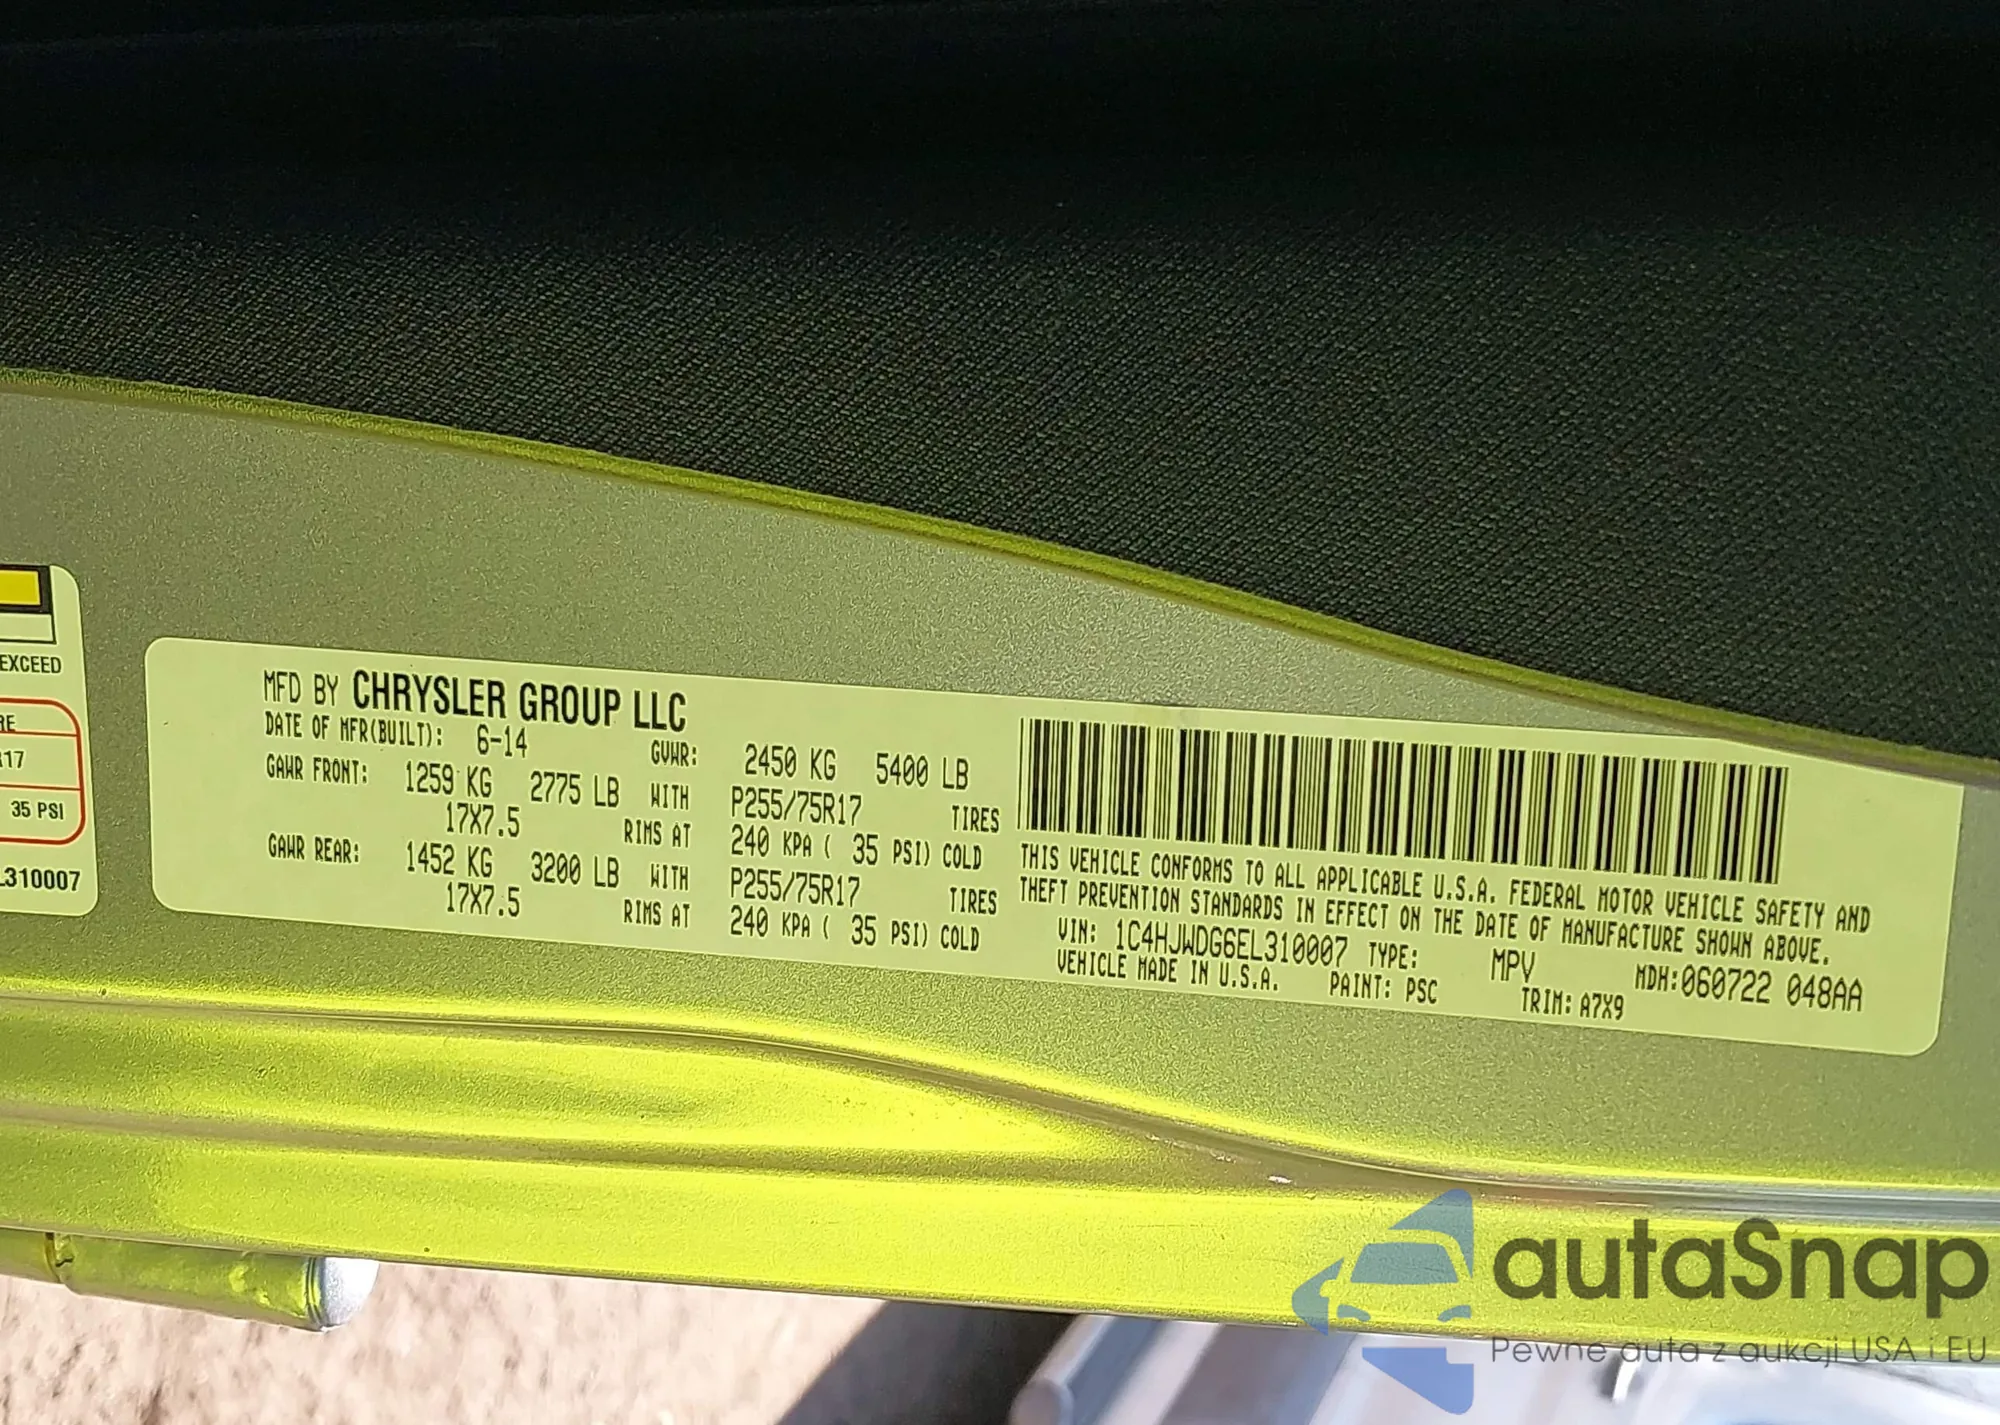 EXCEED
RE
R17
35 PSI
L310007
MFD BY CHRYSLER GROUP LLC
DATE OF MFR(BUILT): 6-14 GVWR: 2450 KG 5400 LB
GAWR FRONT: 1259 KG 2775 LB WITH P255/75R17 TIRES
17X7.5 RIMS AT 240 KPA ( 35 PSI) COLD
GAWR REAR: 1452 KG 3200 LB WITH P255/75R17 TIRES
17X7.5 RIMS AT 240 KPA ( 35 PSI) COLD
THIS VEHICLE CONFORMS TO ALL APPLICABLE U.S.A. FEDERAL MOTOR VEHICLE SAFETY AND
THEFT PREVENTION STANDARDS IN EFFECT ON THE DATE OF MANUFACTURE SHOWN ABOVE.
VIN: 1C4HJWDG6EL310007 TYPE: MPV MDH:060722 048AA
VEHICLE MADE IN U.S.A. PAINT: PSC TRIM: A7X9
autaSnap
Pewne auta z aukcji USA i EU